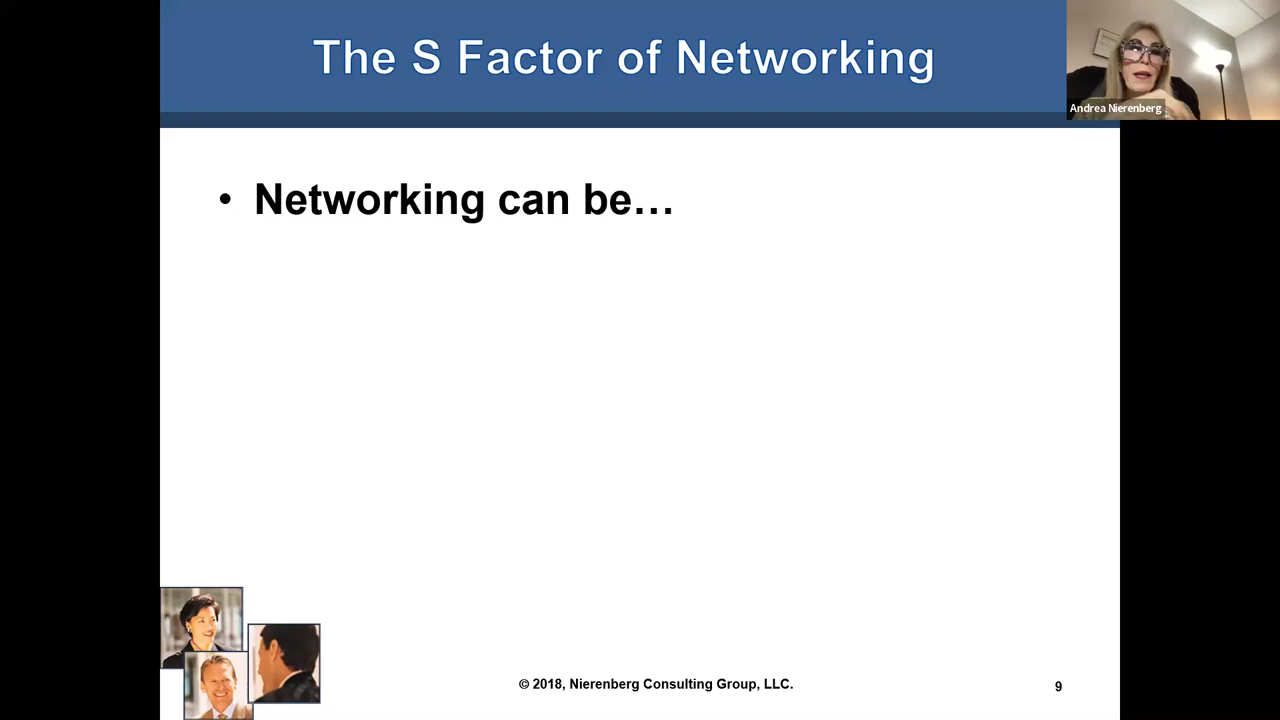 The S Factor of Networking
Andrea Nierenberg
• Networking can be…
© 2018, Nierenberg Consulting Group, LLC.
9